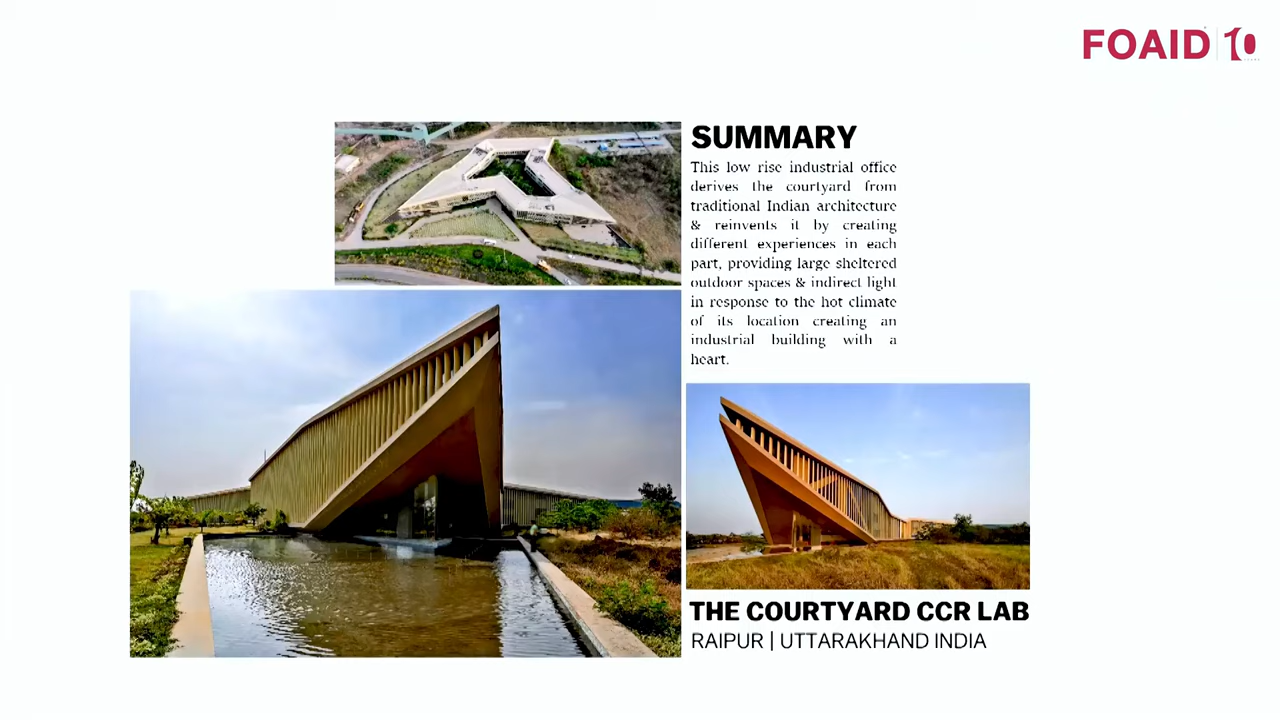 FOAID | 10
SUMMARY
This low rise industrial office
derives the courtyard from
traditional Indian architecture
& reinvents it by creating
different experiences in each
part, providing large sheltered
outdoor spaces & indirect light
in response to the hot climate
of its location creating an
industrial building with a
heart.
THE COURTYARD CCR LAB
RAIPUR | UTTARAKHAND INDIA